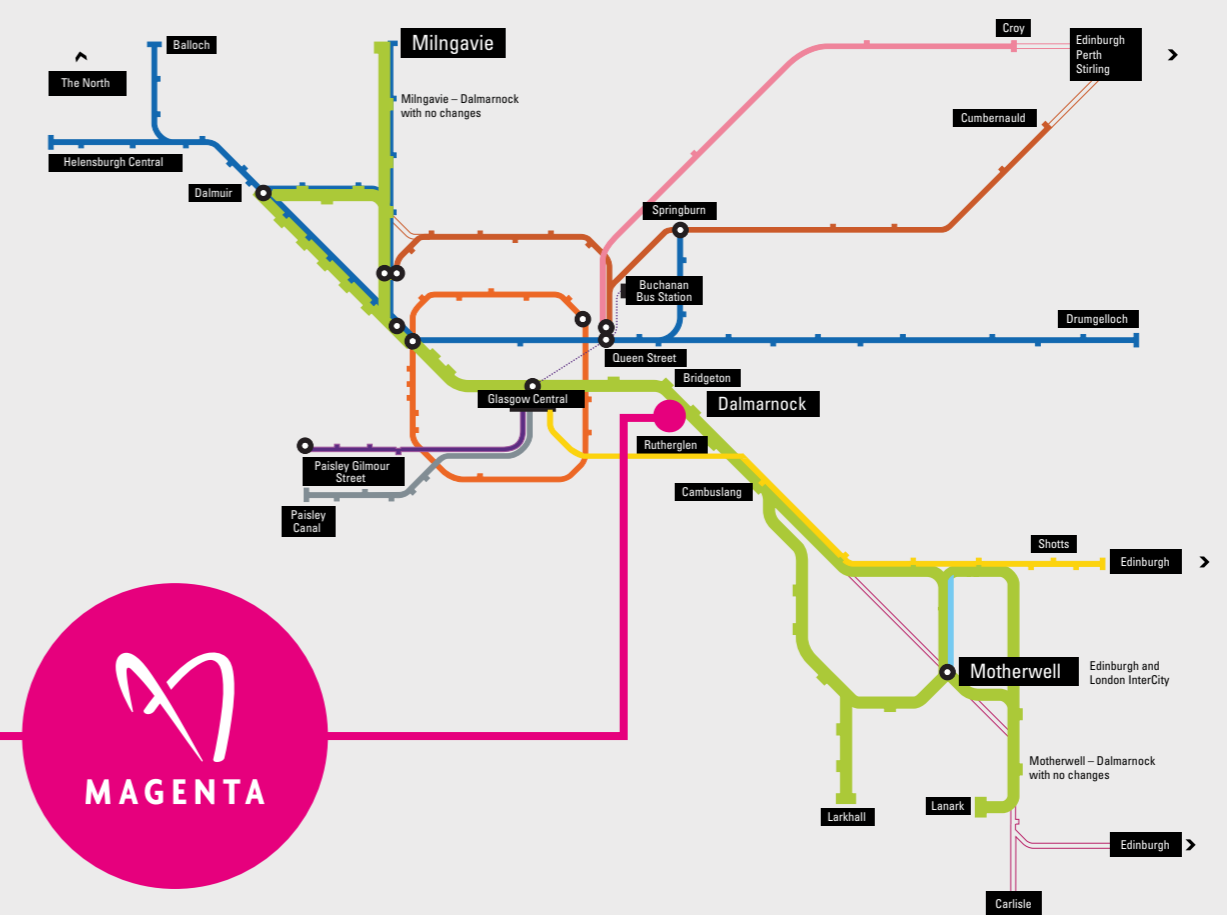 Balloch
Milngavie
Croy
Edinburgh
Perth
Stirling
The North
Milngavie – Dalmarnock
with no changes
Cumbernauld
Helensburgh Central
Dalmuir
Springburn
Buchanan
Bus Station
Drumgelloch
Queen Street
Bridgeton
Glasgow Central
Dalmarnock
Rutherglen
Paisley Gilmour
Street
Cambuslang
Paisley
Canal
Shotts
Edinburgh
Motherwell
Edinburgh and
London InterCity
MAGENTA
Motherwell – Dalmarnock
with no changes
Lanark
Larkhall
Edinburgh
Carlisle